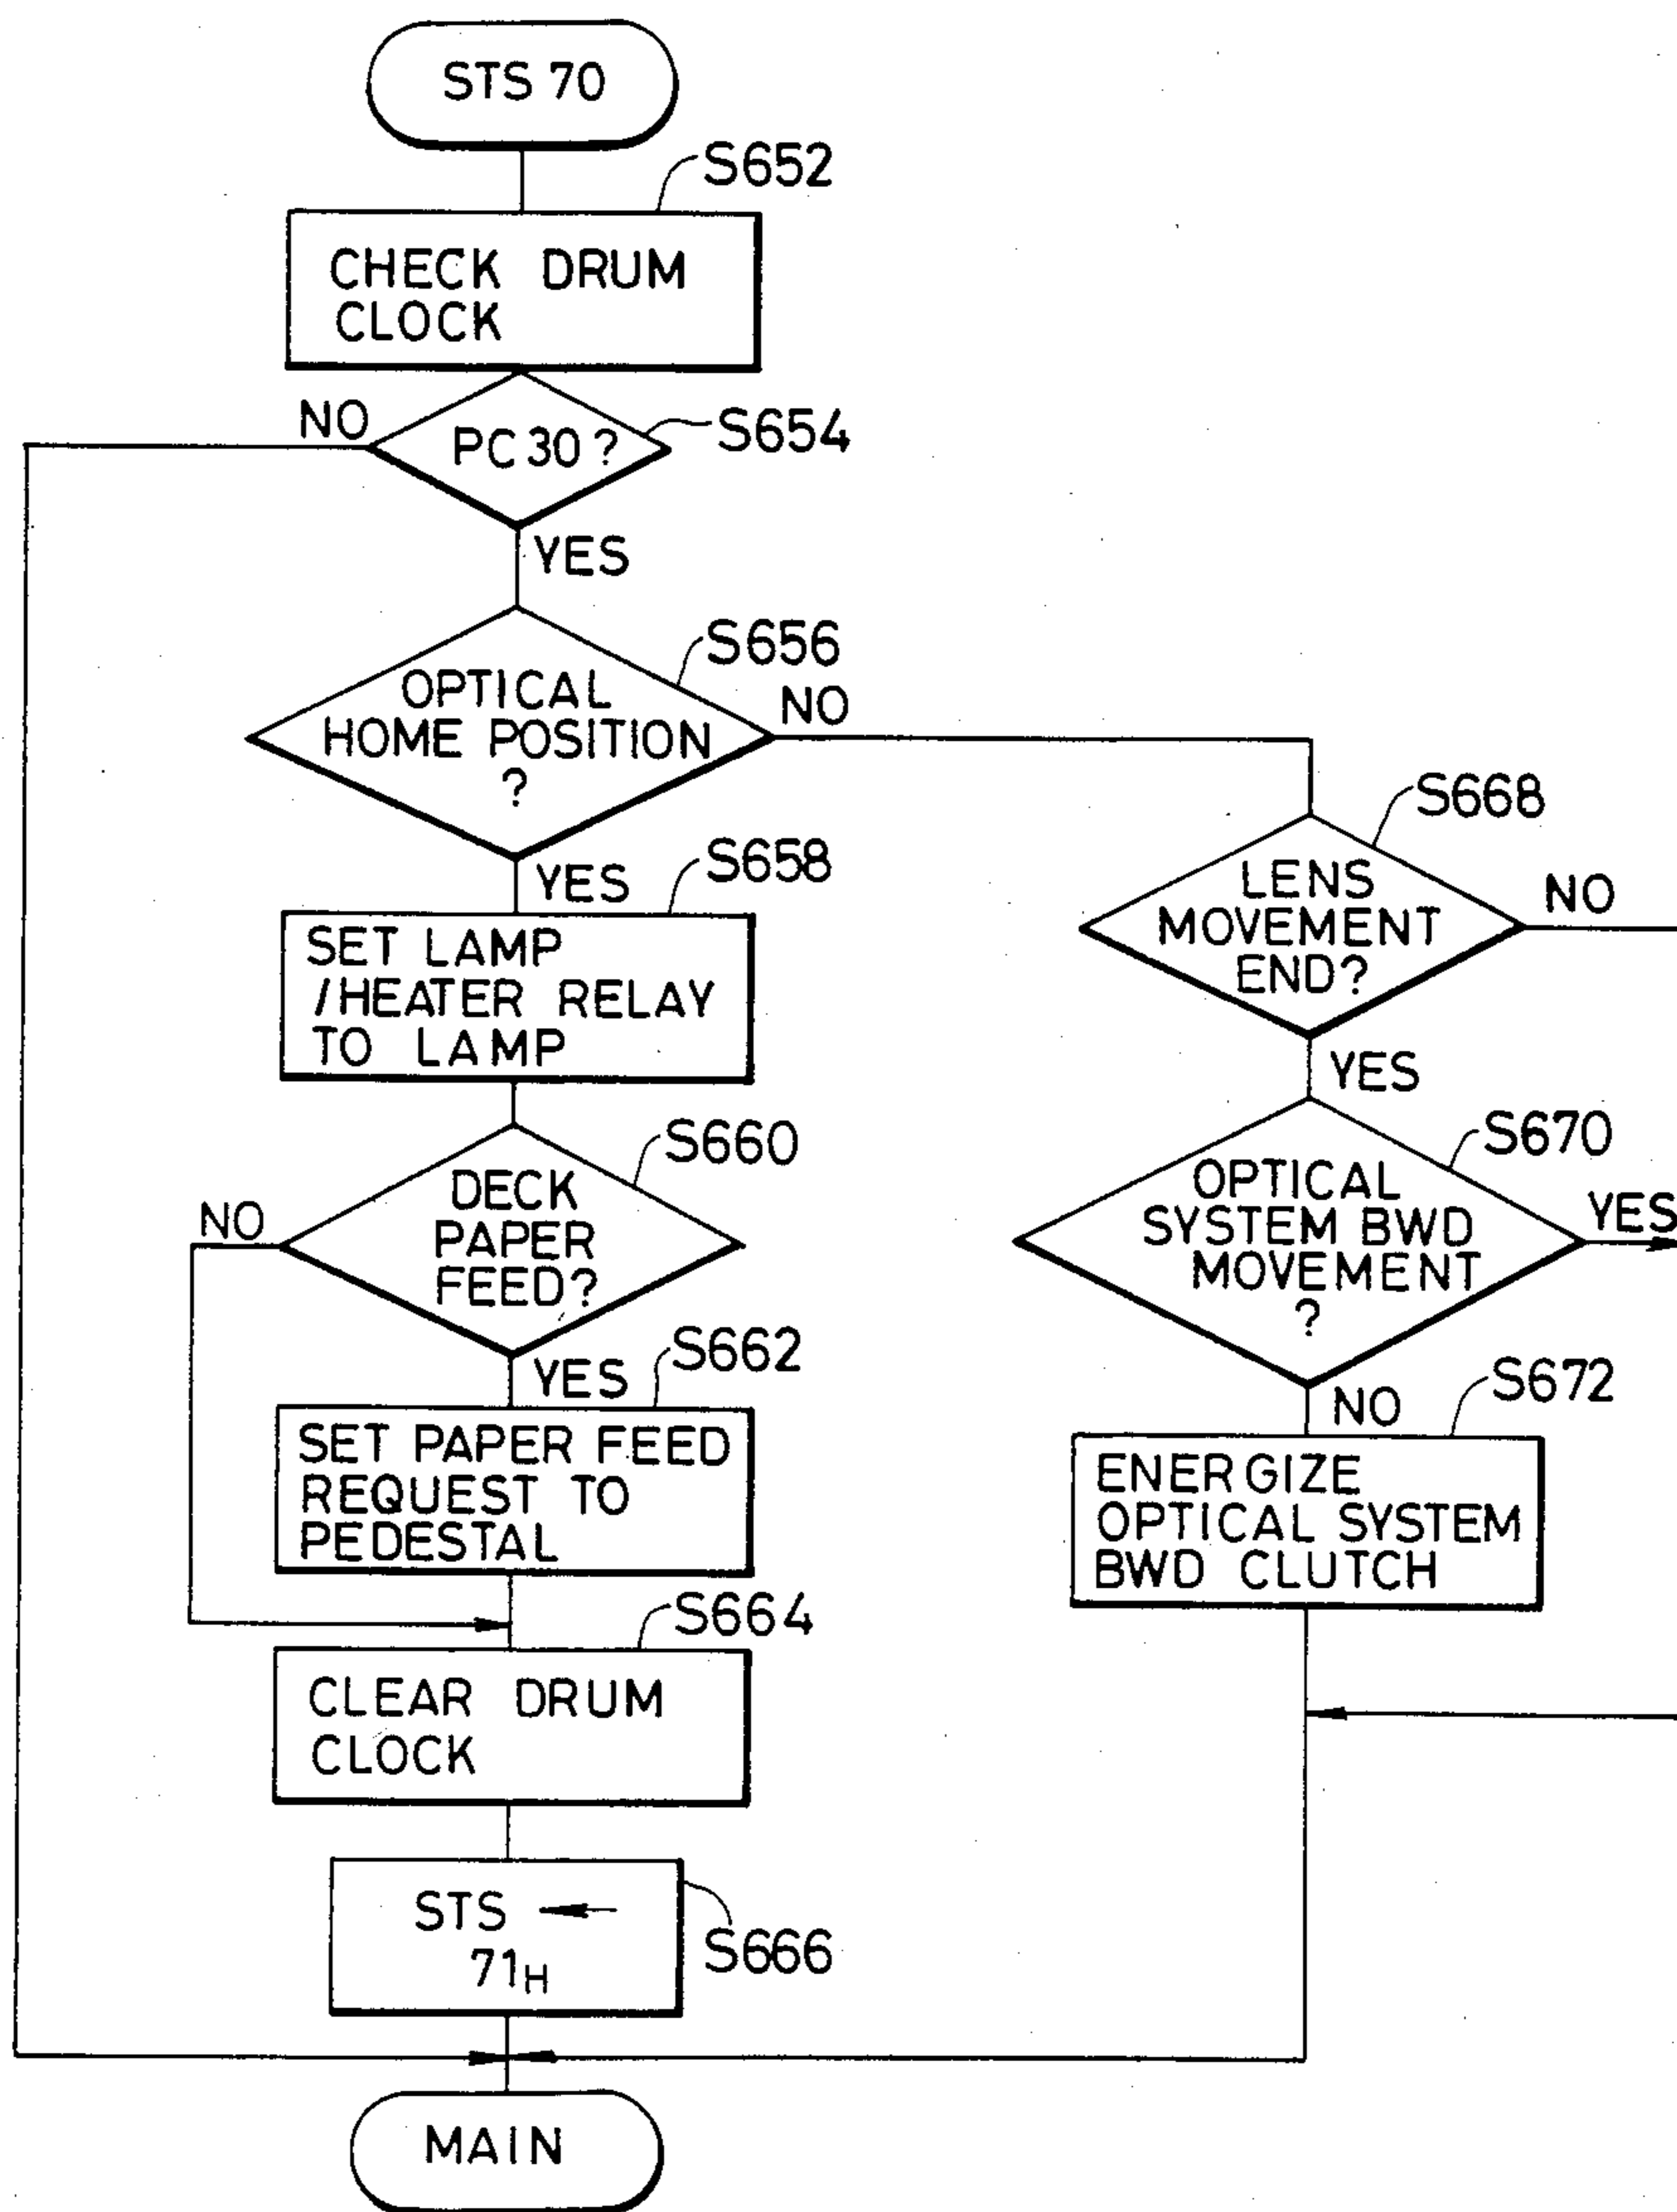 STS 70
S652
CHECK DRUM
CLOCK
NO
PC30?
S654
YES
S656
OPTICAL
HOME POSITION
?
NO
YES
S658
SET LAMP
/HEATER RELAY
TO LAMP
S660
DECK
PAPER
FEED?
NO
YES
S662
SET PAPER FEED
REQUEST TO
PEDESTAL
S664
CLEAR DRUM
CLOCK
STS ←
71H
S666
S668
LENS
MOVEMENT
END?
NO
YES
S670
OPTICAL
SYSTEM BWD
MOVEMENT
?
YES
NO
S672
ENERGIZE
OPTICAL SYSTEM
BWD CLUTCH
MAIN